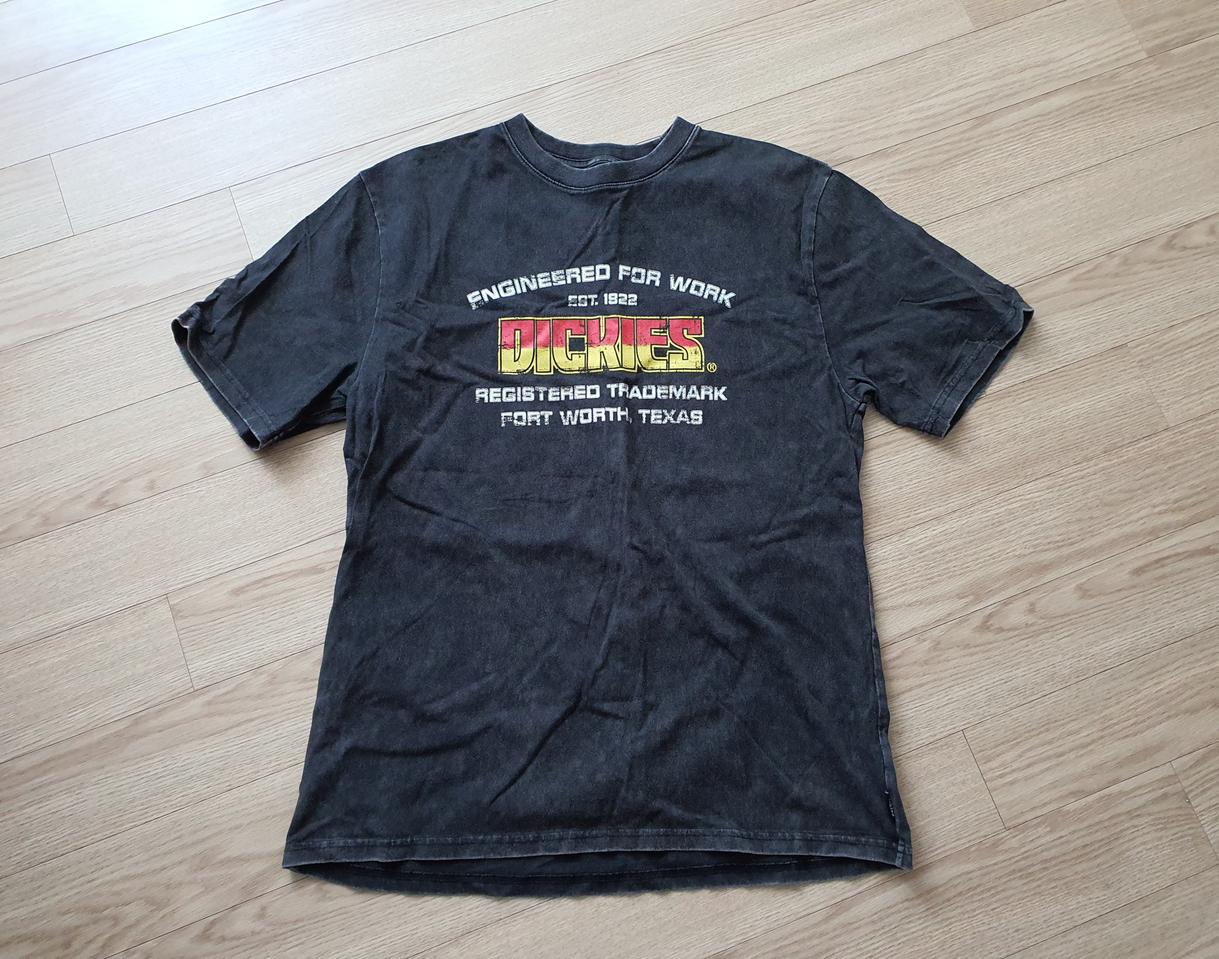 ENGINEERED FOR WORK
EST. 1922
DICKIES®
REGISTERED TRADEMARK
FORT WORTH, TEXAS